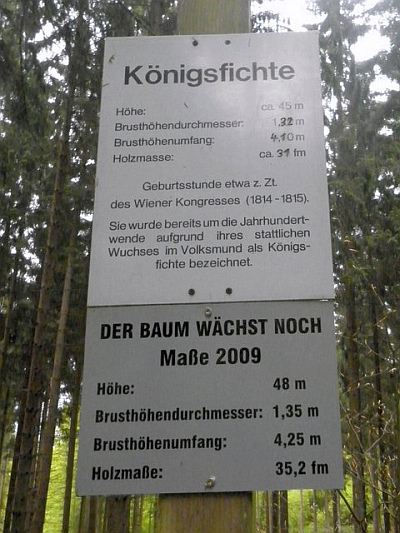 Königsfichte
Höhe: ca. 45 m
Brusthöhendurchmesser: 1,32 m
Brusthöhenumfang: 4,10 m
Holzmasse: ca. 31 fm
Geburtsstunde etwa z. Zt.
des Wiener Kongresses (1814-1815).
Sie wurde bereits um die Jahrhundert-
wende aufgrund ihres stattlichen
Wuchses im Volksmund als Königs-
fichte bezeichnet.
DER BAUM WÄCHST NOCH
Maße 2009
Höhe: 48 m
Brusthöhendurchmesser: 1,35 m
Brusthöhenumfang: 4,25 m
Holzmaße: 35,2 fm